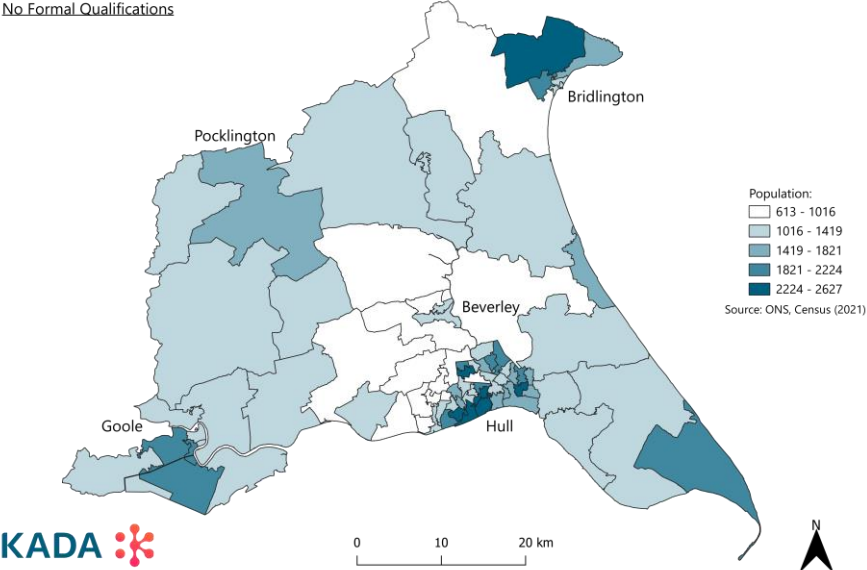 No Formal Qualifications
Bridlington
Pocklington
Population:
613 - 1016
1016 - 1419
1419 - 1821
1821 - 2224
2224 - 2627
Source: ONS, Census (2021)
Beverley
Goole
Hull
KADA
0 10 20 km
N